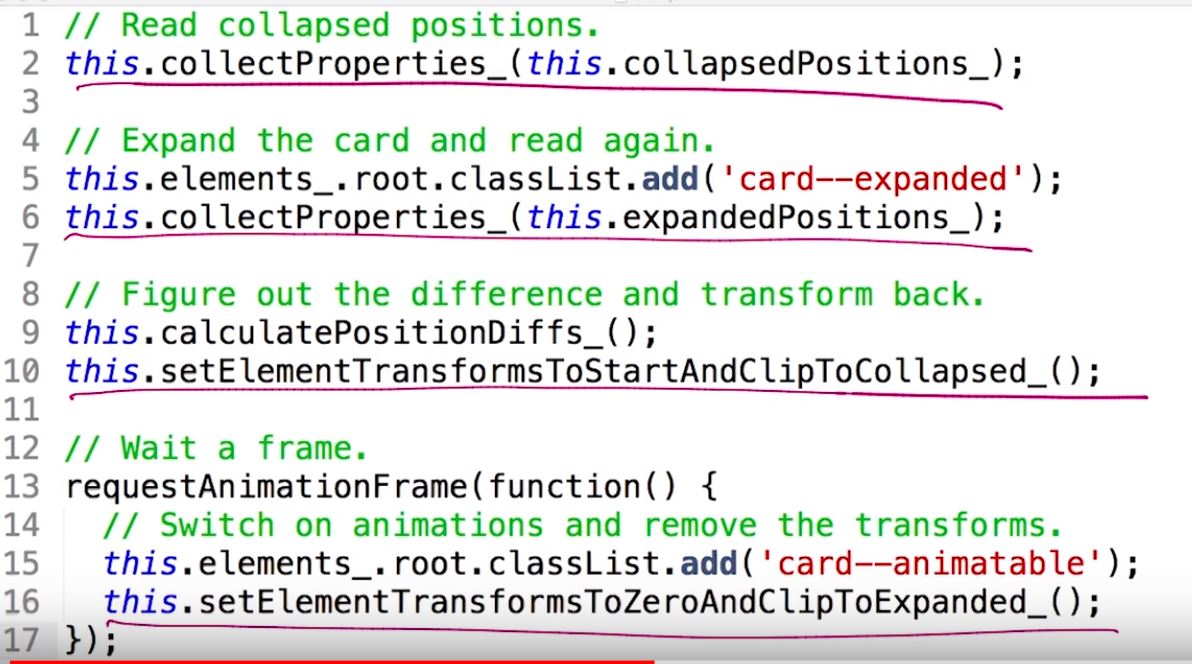 1 // Read collapsed positions.
2 this.collectProperties_(this.collapsedPositions_);
3
4 // Expand the card and read again.
5 this.elements_.root.classList.add('card--expanded');
6 this.collectProperties_(this.expandedPositions_);
7
8 // Figure out the difference and transform back.
9 this.calculatePositionDiffs_();
10 this.setElementTransformsToStartAndClipToCollapsed_();
11
12 // Wait a frame.
13 requestAnimationFrame(function() {
14 // Switch on animations and remove the transforms.
15 this.elements_.root.classList.add('card--animatable');
16 this.setElementTransformsToZeroAndClipToExpanded_();
17 });